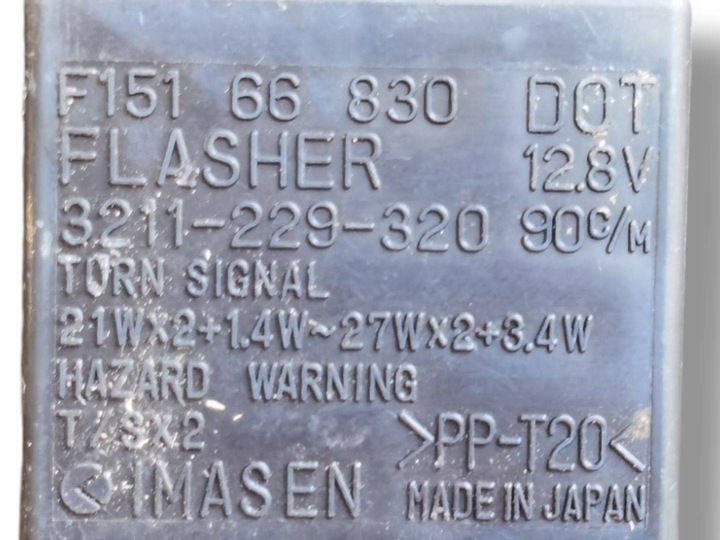 F151 66 830 DOT
FLASHER 12.8V
3211-229-320 90c/M
TURN SIGNAL
21W×2+1.4W~27W×2+3.4W
HAZARD WARNING
T/S×2 >PP-T20<
IMASEN MADE IN JAPAN